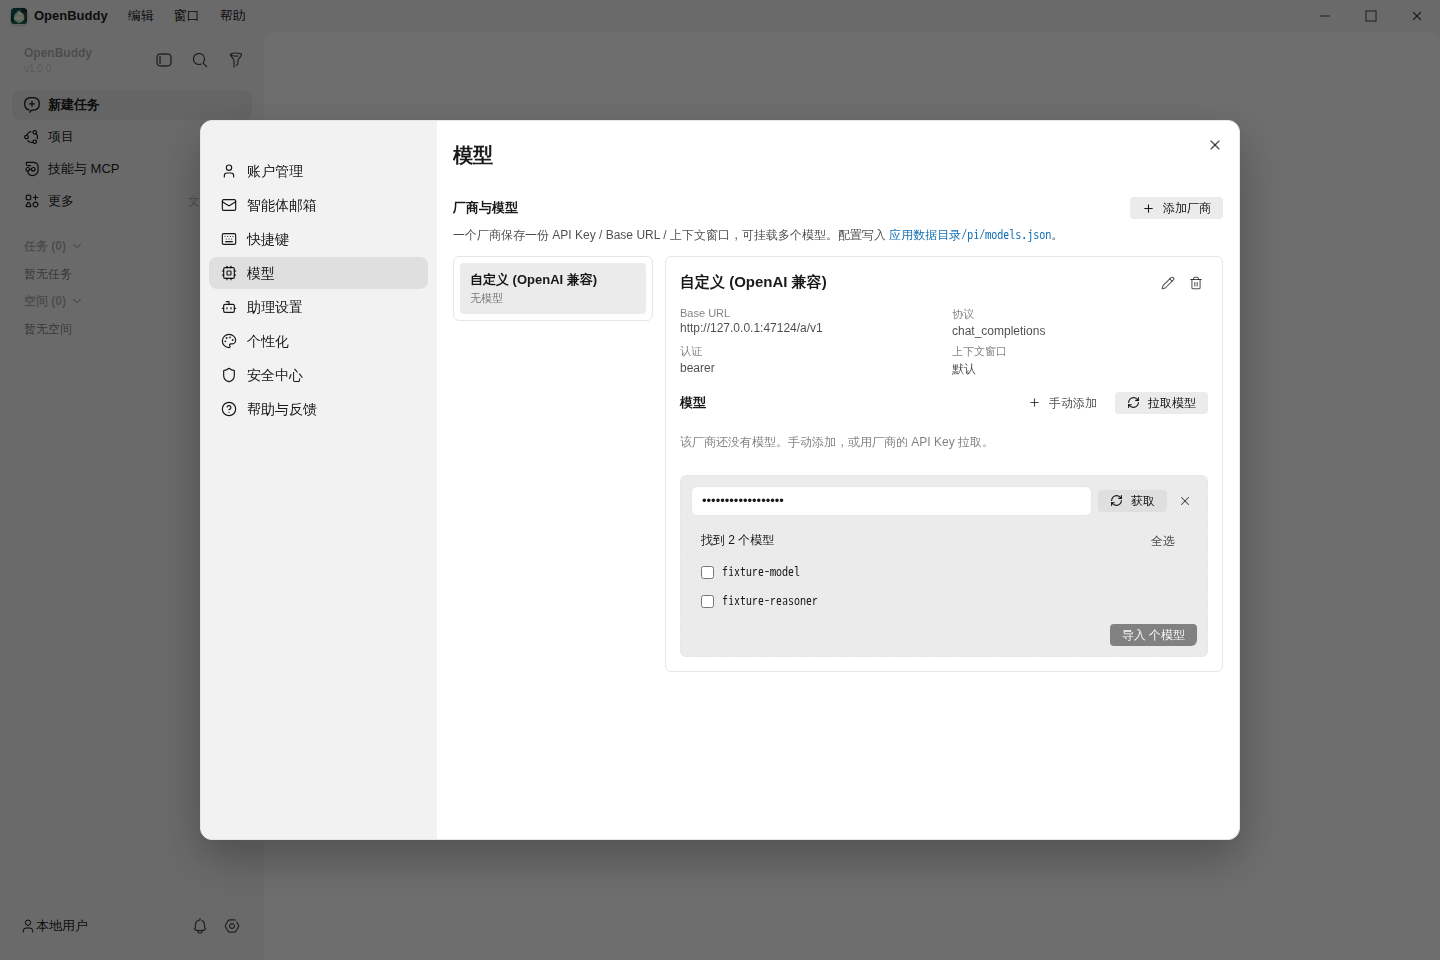 OpenBuddy 编辑 窗口 帮助
OpenBuddy
v1.0.0
新建任务
项目
技能与 MCP
更多 文
任务 (0)
暂无任务
空间 (0)
暂无空间
本地用户
账户管理
智能体邮箱
快捷键
模型
助理设置
个性化
安全中心
帮助与反馈
模型
厂商与模型
添加厂商
一个厂商保存一份 API Key / Base URL / 上下文窗口，可挂载多个模型。配置写入 应用数据目录/pi/models.json。
自定义 (OpenAI 兼容)
无模型
自定义 (OpenAI 兼容)
Base URL
http://127.0.0.1:47124/a/v1
协议
chat_completions
认证
bearer
上下文窗口
默认
模型
手动添加
拉取模型
该厂商还没有模型。手动添加，或用厂商的 API Key 拉取。
••••••••••••••••••
获取
找到 2 个模型
全选
fixture-model
fixture-reasoner
导入 个模型